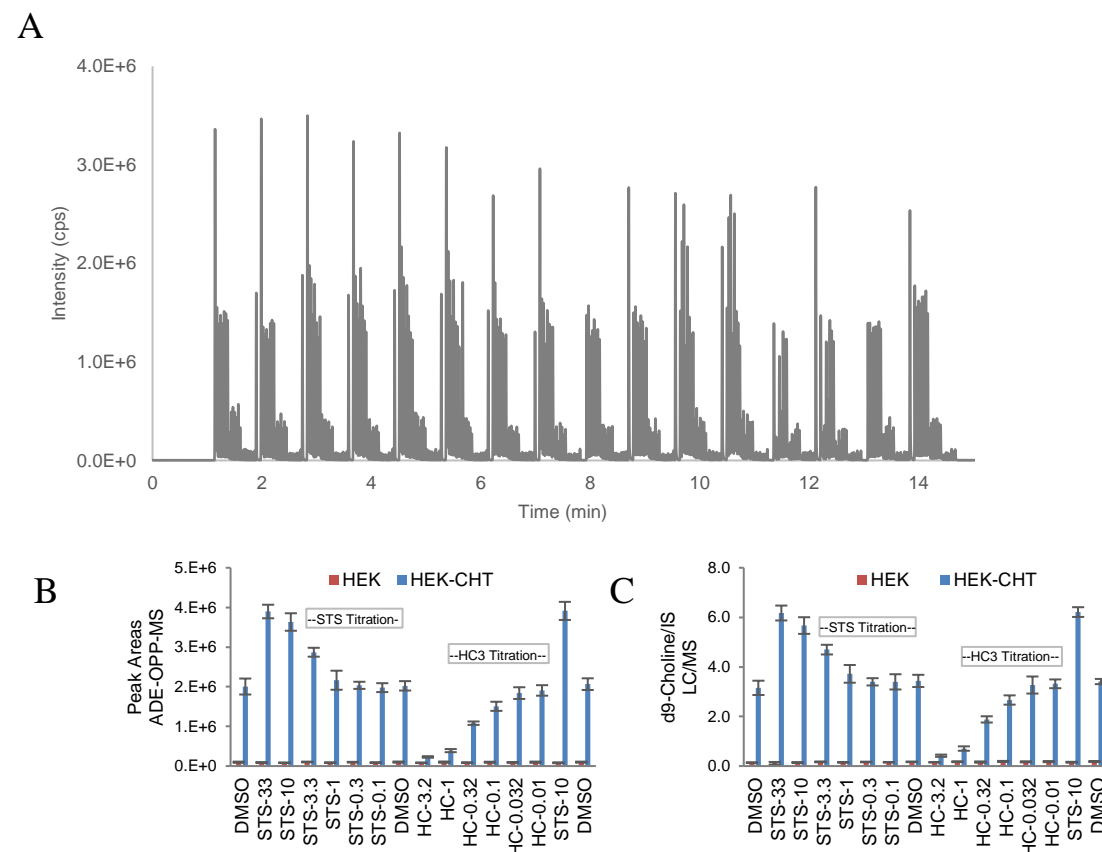 A
4.0E+6
3.0E+6
2.0E+6
1.0E+6
0.0E+0
Intensity (cps)
0 2 4 6 8 10 12 14
Time (min)
B
5.E+6
4.E+6
3.E+6
2.E+6
1.E+6
0.E+0
Peak Areas
ADE-OPP-MS
HEK HEK-CHT
--STS Titration-
--HC3 Titration--
DMSO
STS-33
STS-10
STS-3.3
STS-1
STS-0.3
STS-0.1
DMSO
HC-3.2
HC-1
HC-0.32
HC-0.1
HC-0.032
HC-0.01
STS-10
DMSO
C
8.0
6.0
4.0
2.0
0.0
d9-Choline/IS
LC/MS
HEK HEK-CHT
--STS Titration--
--HC3 Titration--
DMSO
STS-33
STS-10
STS-3.3
STS-1
STS-0.3
STS-0.1
DMSO
HC-3.2
HC-1
HC-0.32
HC-0.1
HC-0.032
HC-0.01
STS-10
DMSO